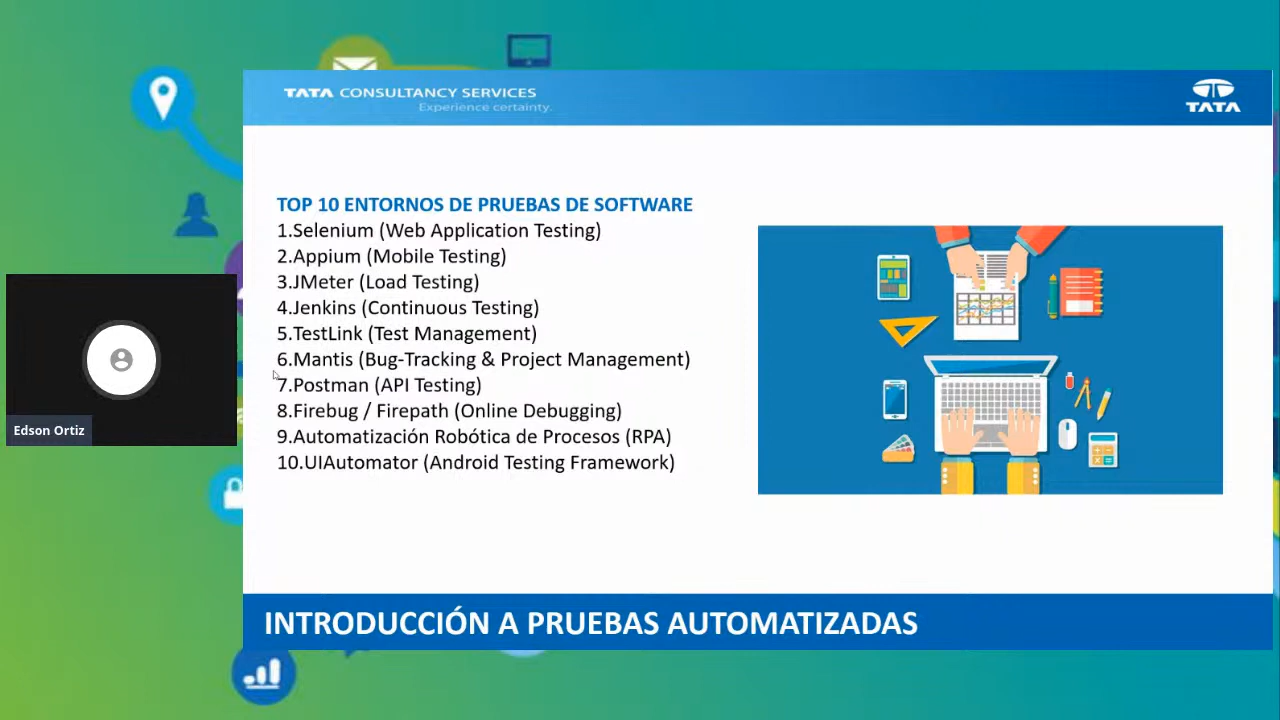 TATA CONSULTANCY SERVICES
Experience certainty.
TATA
TOP 10 ENTORNOS DE PRUEBAS DE SOFTWARE
1.Selenium (Web Application Testing)
2.Appium (Mobile Testing)
3.JMeter (Load Testing)
4.Jenkins (Continuous Testing)
5.TestLink (Test Management)
6.Mantis (Bug-Tracking & Project Management)
7.Postman (API Testing)
8.Firebug / Firepath (Online Debugging)
9.Automatización Robótica de Procesos (RPA)
10.UIAutomator (Android Testing Framework)
Edson Ortiz
INTRODUCCIÓN A PRUEBAS AUTOMATIZADAS